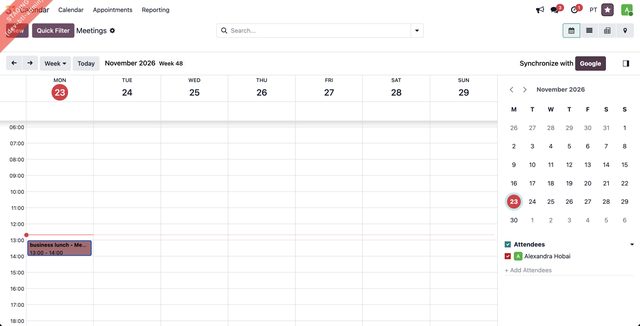 Calendar Calendar Appointments Reporting 3 1 PT A
New Quick Filter Meetings Search...
Week Today November 2026 Week 48 Synchronize with Google
MON TUE WED THU FRI SAT SUN
23 24 25 26 27 28 29
06:00
07:00
08:00
09:00
10:00
11:00
12:00
13:00
business lunch - Me...
13:00 - 14:00
14:00
15:00
16:00
17:00
18:00
November 2026
M T W T F S S
26 27 28 29 30 31 1
2 3 4 5 6 7 8
9 10 11 12 13 14 15
16 17 18 19 20 21 22
23 24 25 26 27 28 29
30 1 2 3 4 5 6
Attendees
A Alexandra Hobai
+ Add Attendees